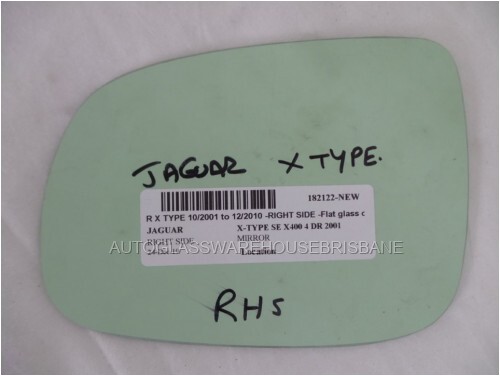 JAGUAR X TYPE.
182122-NEW
R X TYPE 10/2001 to 12/2010 -RIGHT SIDE -Flat glass c
JAGUAR X-TYPE SE X400 4 DR 2001
RIGHT SIDE MIRROR
AUTOGLASSWAREHOUSEBRISBANE
Location
RHS